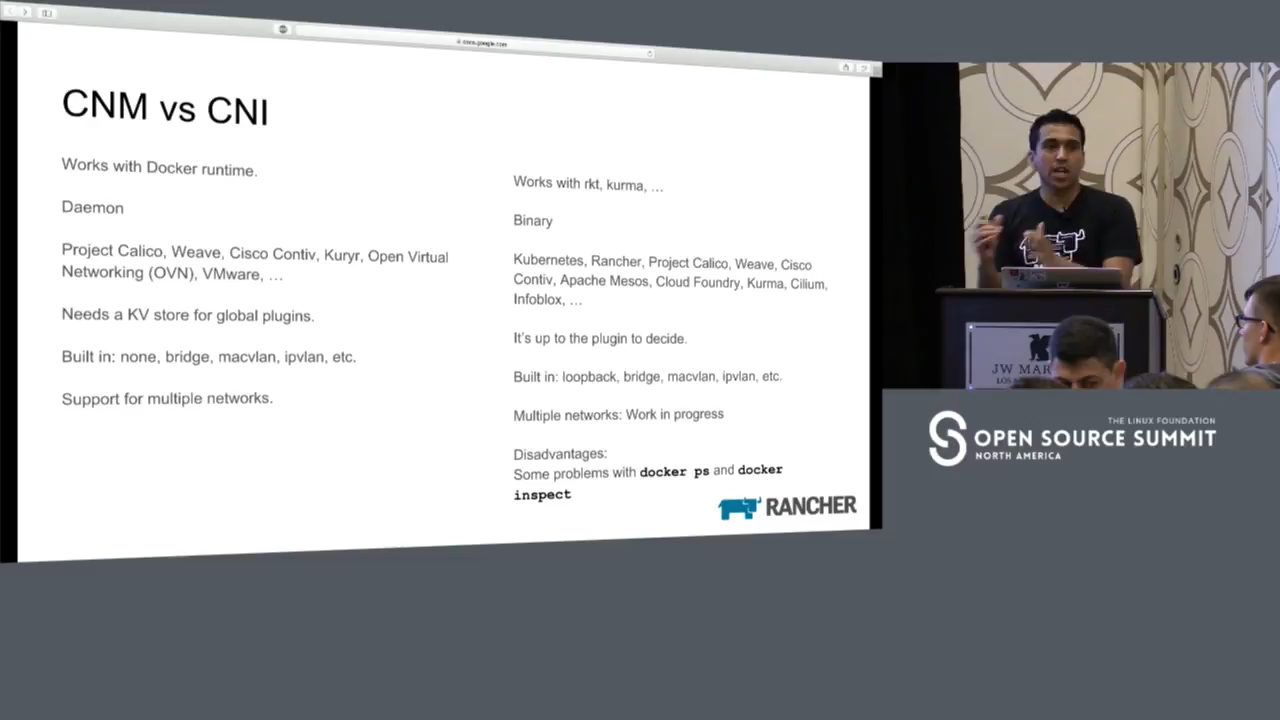 CNM vs CNI
Works with Docker runtime.
Daemon
Project Calico, Weave, Cisco Contiv, Kuryr, Open Virtual
Networking (OVN), VMware, …
Needs a KV store for global plugins.
Built in: none, bridge, macvlan, ipvlan, etc.
Support for multiple networks.
Works with rkt, kurma, …
Binary
Kubernetes, Rancher, Project Calico, Weave, Cisco
Contiv, Apache Mesos, Cloud Foundry, Kurma, Cilium,
Infoblox, …
It's up to the plugin to decide.
Built in: loopback, bridge, macvlan, ipvlan, etc.
Multiple networks: Work in progress
Disadvantages:
Some problems with docker ps and docker
inspect
RANCHER
JW MAR
THE LINUX FOUNDATION
OPEN SOURCE SUMMIT
NORTH AMERICA